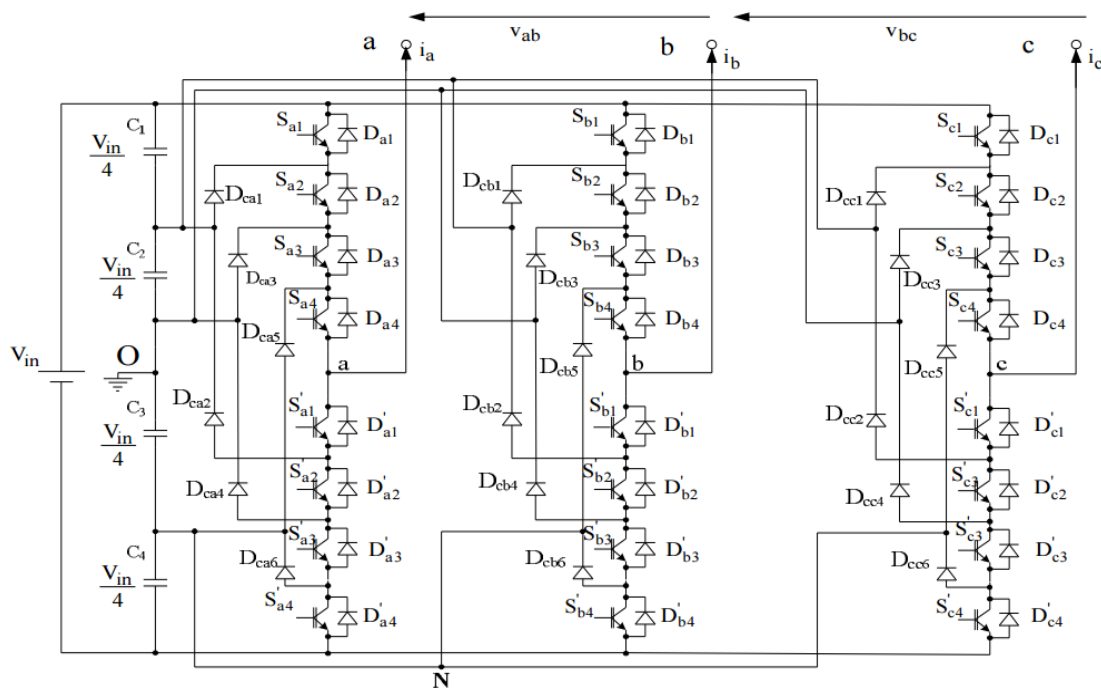 v_ab
v_bc
a
i_a
b
i_b
c
i_c
C_1
V_in
4
S_a1
D_a1
S_b1
D_b1
S_c1
D_c1
D_ca1
S_a2
D_a2
D_cb1
S_b2
D_b2
D_cc1
S_c2
D_c2
C_2
V_in
4
D_ca3
S_a3
D_a3
D_cb3
S_b3
D_b3
D_cc3
S_c3
D_c3
D_ca5
S_a4
D_a4
D_cb5
S_b4
D_b4
D_cc5
S_c4
D_c4
V_in
O
a
b
c
C_3
V_in
4
D_ca2
S'_a1
D'_a1
D_cb2
S'_b1
D'_b1
D_cc2
S'_c1
D'_c1
D_ca4
S'_a2
D'_a2
D_cb4
S'_b2
D'_b2
D_cc4
S'_c3
D'_c2
C_4
V_in
4
D_ca6
S'_a3
D'_a3
D_cb6
S'_b3
D'_b3
D_cc6
S'_c3
D'_c3
S'_a4
D'_a4
S'_b4
D'_b4
S'_c4
D'_c4
N